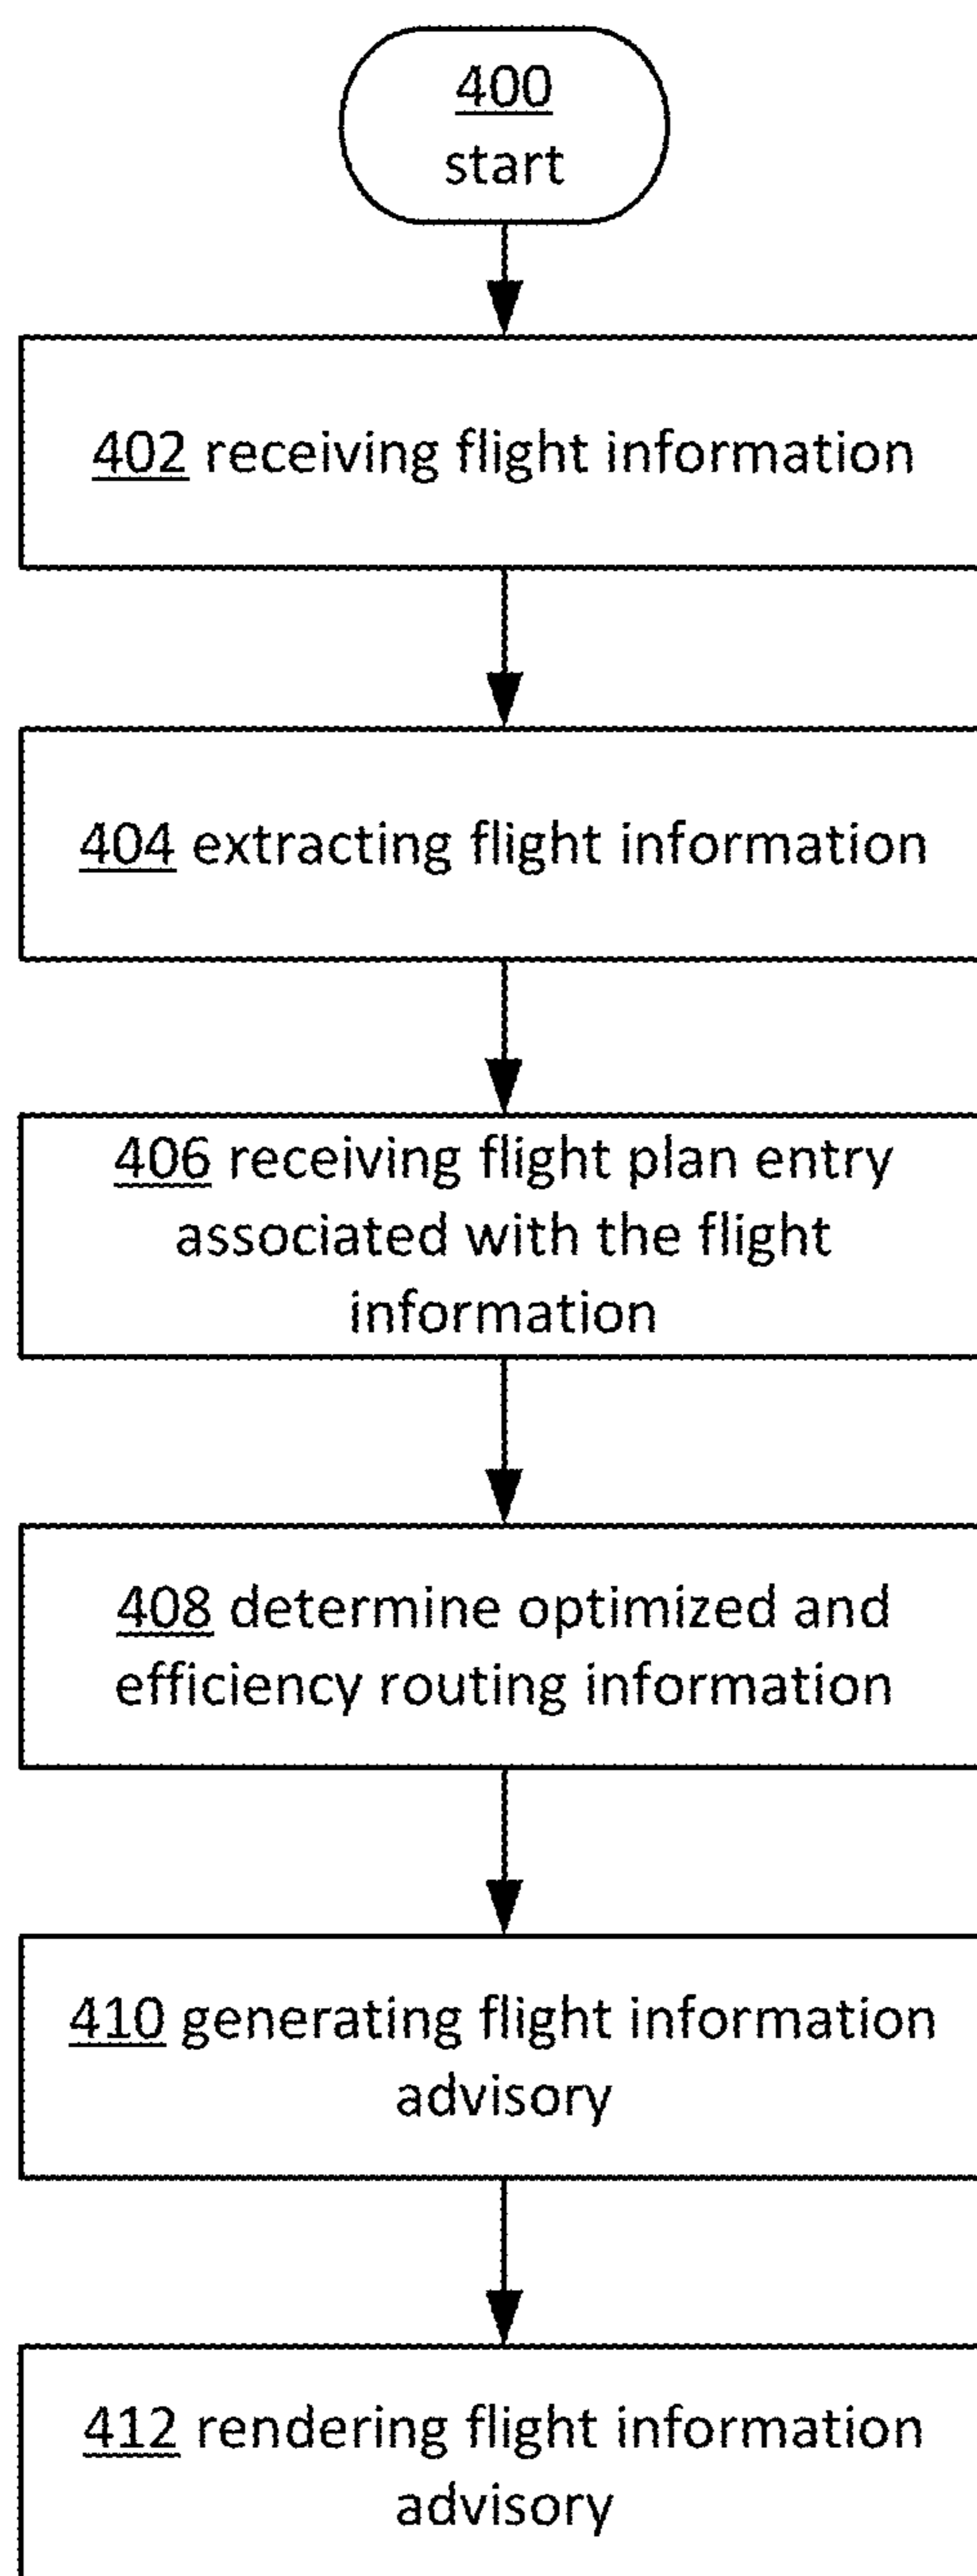 400
start
402 receiving flight information
404 extracting flight information
406 receiving flight plan entry
associated with the flight
information
408 determine optimized and
efficiency routing information
410 generating flight information
advisory
412 rendering flight information
advisory